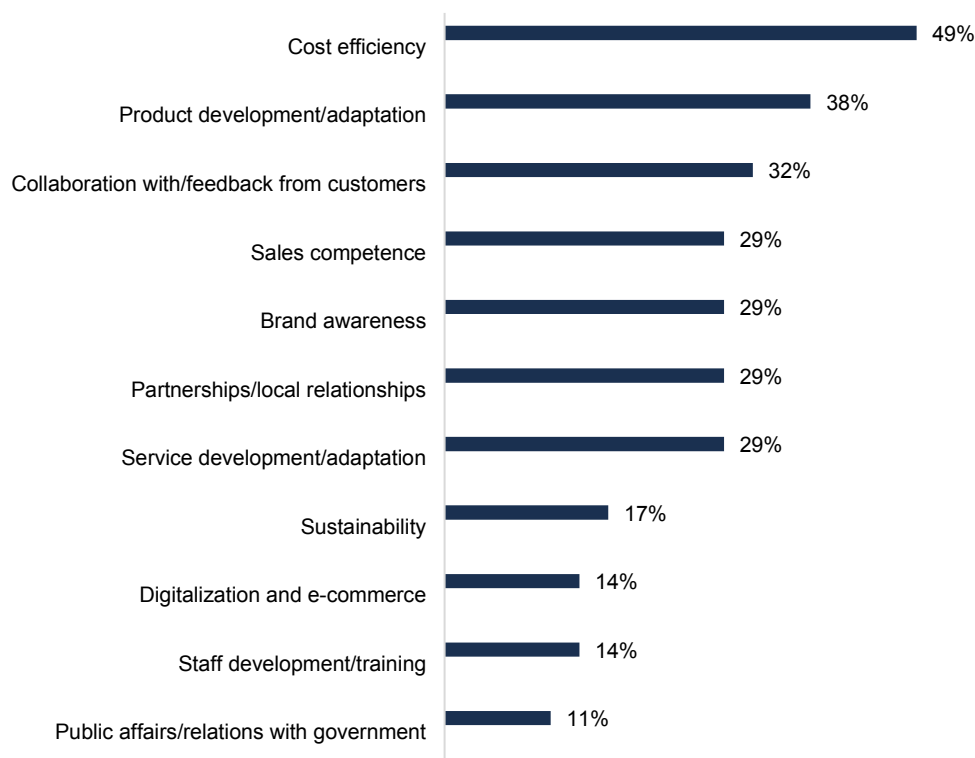 Cost efficiency 49%
Product development/adaptation 38%
Collaboration with/feedback from customers 32%
Sales competence 29%
Brand awareness 29%
Partnerships/local relationships 29%
Service development/adaptation 29%
Sustainability 17%
Digitalization and e-commerce 14%
Staff development/training 14%
Public affairs/relations with government 11%